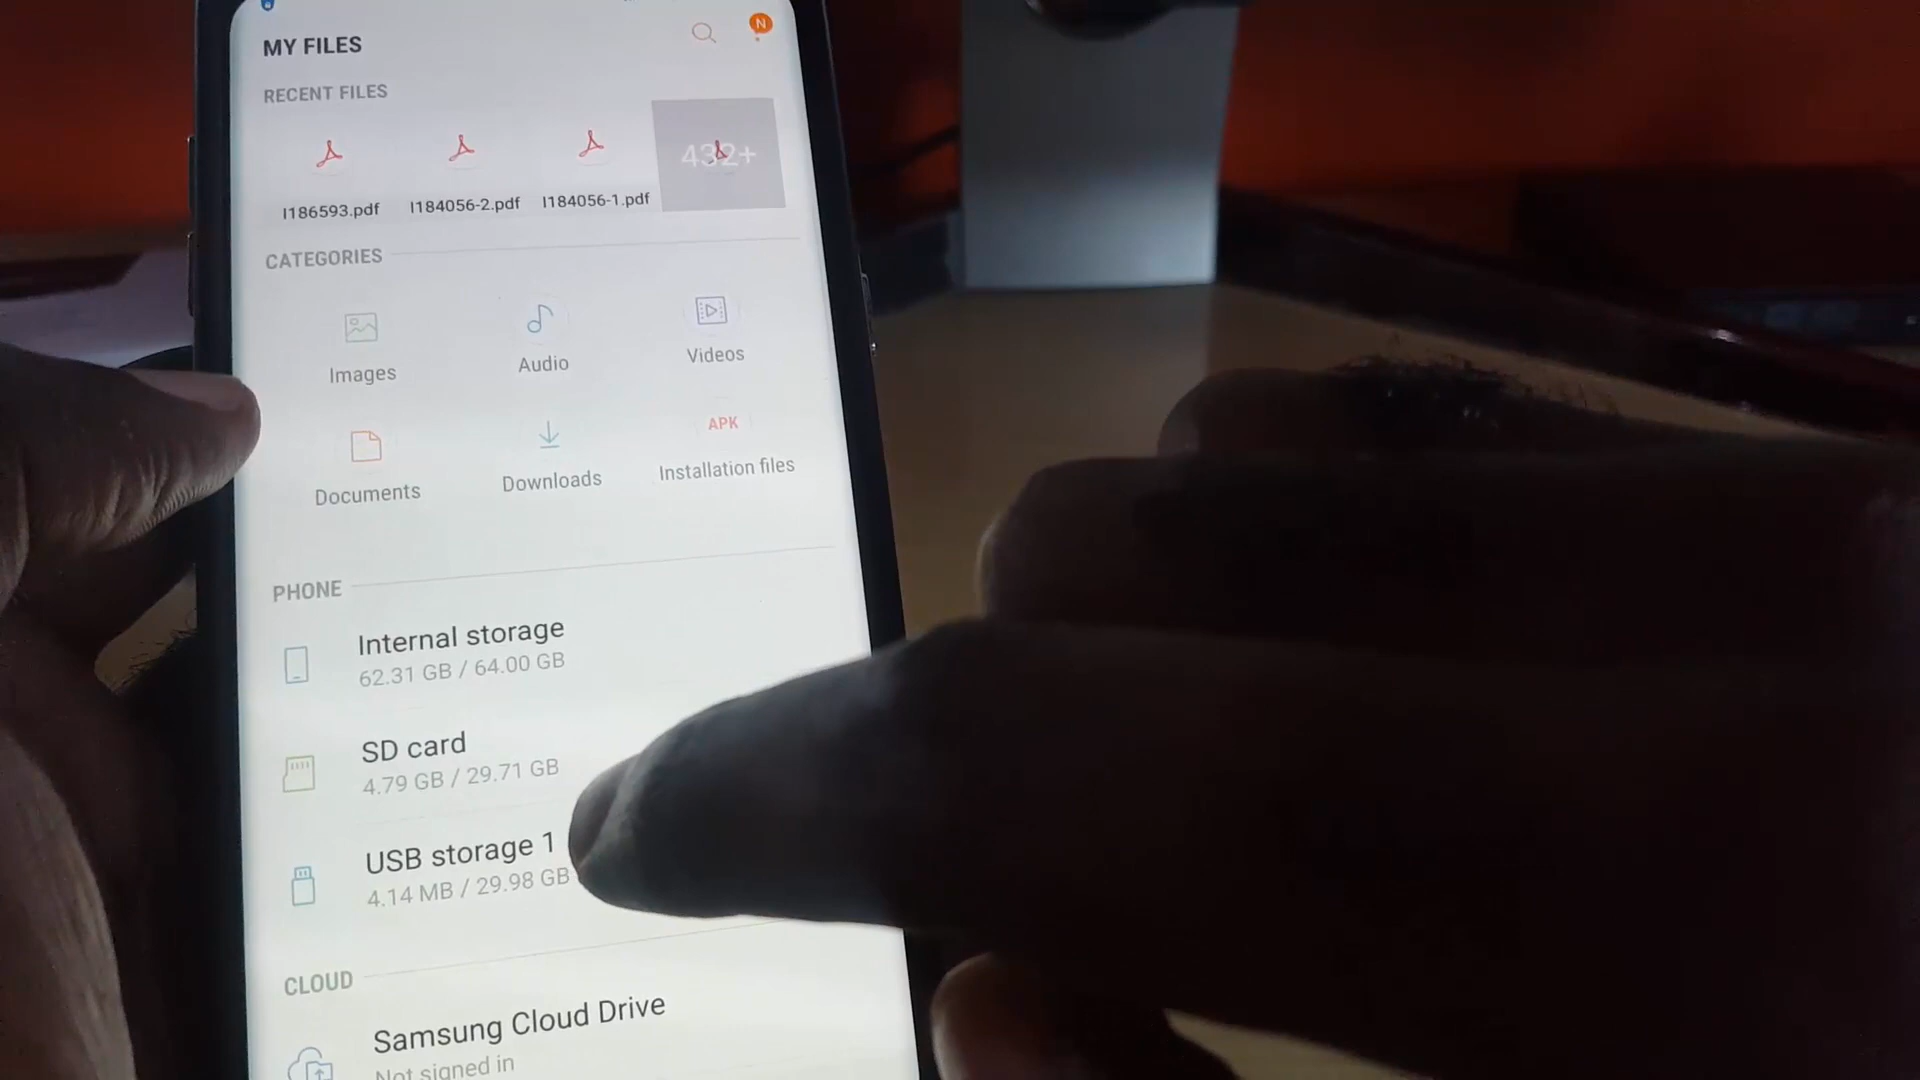 MY FILES
N
RECENT FILES
432+
I186593.pdf
I184056-2.pdf
I184056-1.pdf
CATEGORIES
Images
Audio
Videos
APK
Documents
Downloads
Installation files
PHONE
Internal storage
62.31 GB / 64.00 GB
SD card
4.79 GB / 29.71 GB
USB storage 1
4.14 MB / 29.98 GB
CLOUD
Samsung Cloud Drive
Not signed in